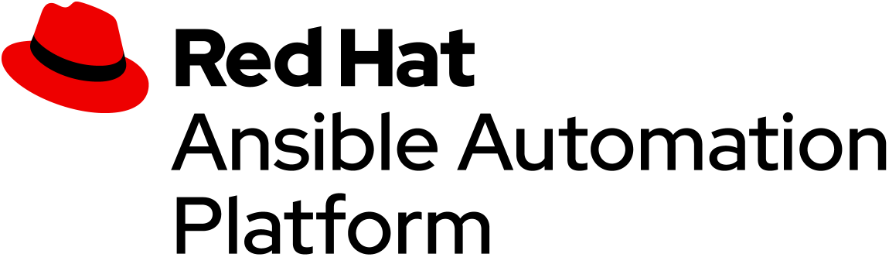 Red Hat
Ansible Automation
Platform